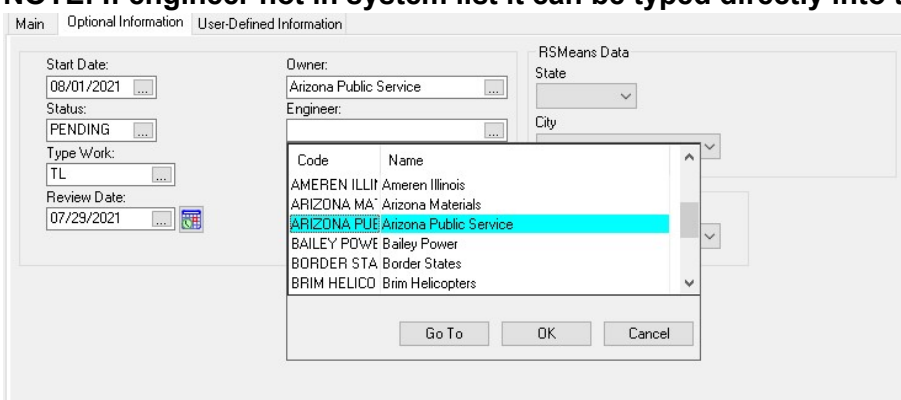 NOTE: If engineer not in system list it can be typed directly into t
Main Optional Information User-Defined Information
Start Date:
08/01/2021 ...
Status:
PENDING ...
Type Work:
TL ...
Review Date:
07/29/2021 ...
Owner:
Arizona Public Service ...
Engineer:
...
Code Name
AMEREN ILLI Ameren Illinois
ARIZONA MA Arizona Materials
ARIZONA PUE Arizona Public Service
BAILEY POWE Bailey Power
BORDER STA Border States
BRIM HELICO Brim Helicopters
Go To OK Cancel
RSMeans Data
State
City